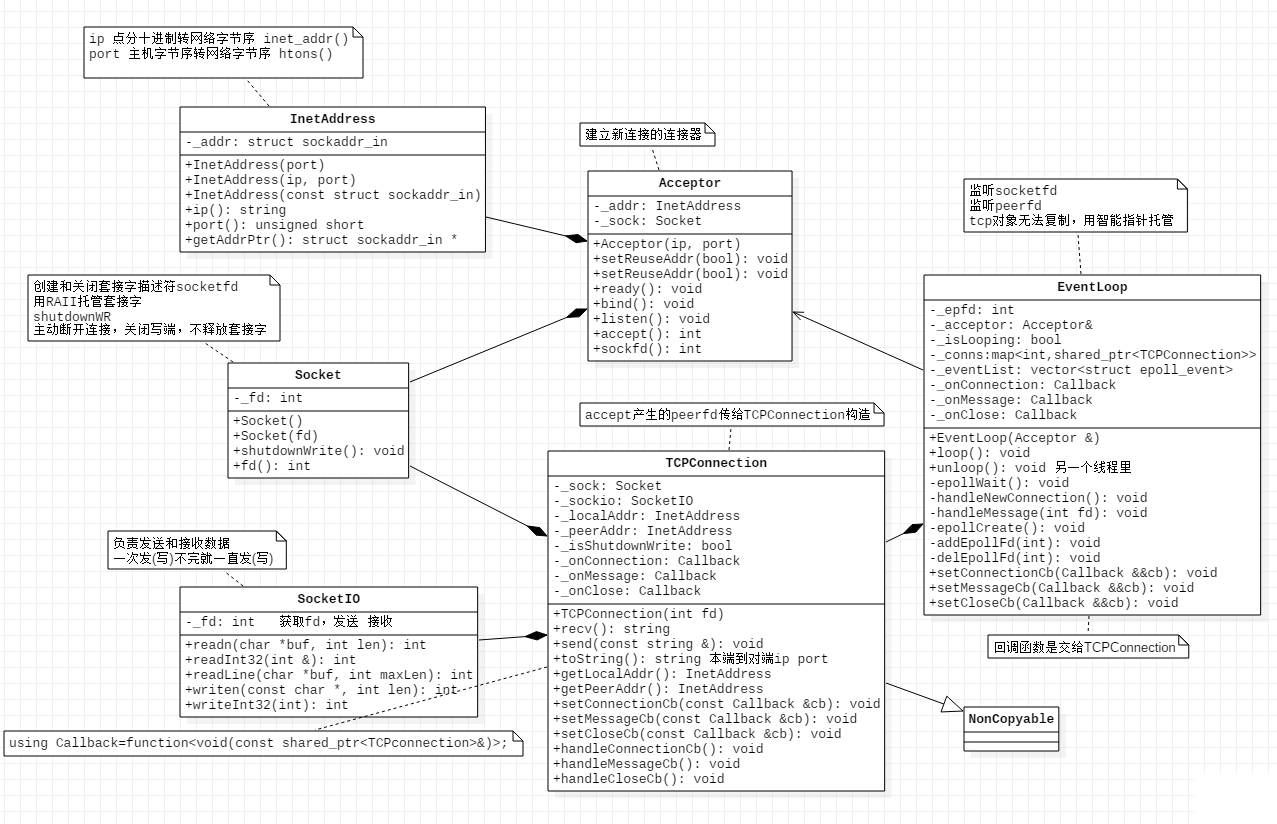 ip 点分十进制转网络字节序 inet_addr()
port 主机字节序转网络字节序 htons()
InetAddress
-_addr: struct sockaddr_in
+InetAddress(port)
+InetAddress(ip, port)
+InetAddress(const struct sockaddr_in)
+ip(): string
+port(): unsigned short
+getAddrPtr(): struct sockaddr_in *
建立新连接的连接器
Acceptor
-_addr: InetAddress
-_sock: Socket
+Acceptor(ip, port)
+setReuseAddr(bool): void
+setReuseAddr(bool): void
+ready(): void
+bind(): void
+listen(): void
+accept(): int
+sockfd(): int
监听socketfd
监听peerfd
tcp对象无法复制，用智能指针托管
EventLoop
-_epfd: int
-_acceptor: Acceptor&
-_isLooping: bool
-_conns:map<int,shared_ptr<TCPConnection>>
-_eventList: vector<struct epoll_event>
-_onConnection: Callback
-_onMessage: Callback
-_onClose: Callback
+EventLoop(Acceptor &)
+loop(): void
+unloop(): void 另一个线程里
-epollWait(): void
-handleNewConnection(): void
-handleMessage(int fd): void
-epollCreate(): void
-addEpollFd(int): void
-delEpollFd(int): void
+setConnectionCb(Callback &&cb): void
+setMessageCb(Callback &&cb): void
+setCloseCb(Callback &&cb): void
回调函数是交给TCPConnection
创建和关闭套接字描述符socketfd
用RAII托管套接字
shutdownWR
主动断开连接，关闭写端，不释放套接字
Socket
-_fd: int
+Socket()
+Socket(fd)
+shutdownWrite(): void
+fd(): int
accept产生的peerfd传给TCPConnection构造
TCPConnection
-_sock: Socket
-_sockio: SocketIO
-_localAddr: InetAddress
-_peerAddr: InetAddress
-_isShutdownWrite: bool
-_onConnection: Callback
-_onMessage: Callback
-_onClose: Callback
+TCPConnection(int fd)
+recv(): string
+send(const string &): void
+toString(): string 本端到对端ip port
+getLocalAddr(): InetAddress
+getPeerAddr(): InetAddress
+setConnectionCb(const Callback &cb): void
+setMessageCb(const Callback &cb): void
+setCloseCb(const Callback &cb): void
+handleConnectionCb(): void
+handleMessageCb(): void
+handleCloseCb(): void
负责发送和接收数据
一次发(写)不完就一直发(写)
SocketIO
-_fd: int 获取fd，发送 接收
+readn(char *buf, int len): int
+readInt32(int &): int
+readLine(char *buf, int maxLen): int
+writen(const char *, int len): int
+writeInt32(int): int
using Callback=function<void(const shared_ptr<TCPconnection>&)>;
NonCopyable